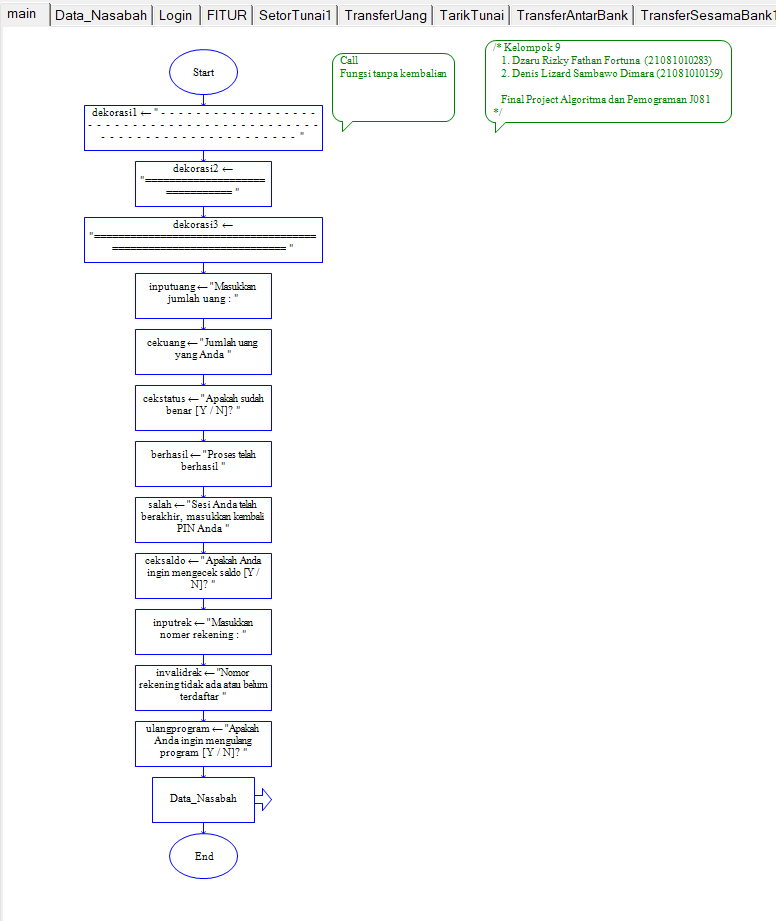 main Data_Nasabah Login FITUR SetorTunai1 TransferUang TarikTunai TransferAntarBank TransferSesamaBank1
Start
Call
Fungsi tanpa kembalian
/* Kelompok 9
1. Dzaru Rizky Fathan Fortuna (21081010283)
2. Denis Lizard Sambawo Dimara (21081010159)
Final Project Algoritma dan Pemograman J081
*/
dekorasi1 ← "- - - - - - - - - - - - - - - - - -
- - - - - - - - - - - - - - - - - - - - - - - - - -
- - - - - - - - - - - - - - - - - - - - - - "
dekorasi2 ←
"====================
=========== "
dekorasi3 ←
"=====================================
============================= "
inputuang ← "Masukkan
jumlah uang : "
cekuang ← "Jumlah uang
yang Anda "
cekstatus ← "Apakah sudah
benar [Y / N]? "
berhasil ← "Proses telah
berhasil "
salah ← "Sesi Anda telah
berakhir, masukkan kembali
PIN Anda "
ceksaldo ← "Apakah Anda
ingin mengecek saldo [Y /
N]? "
inputrek ← "Masukkan
nomer rekening : "
invalidrek ← "Nomor
rekening tidak ada atau belum
terdaftar "
ulangprogram ← "Apakah
Anda ingin mengulang
program [Y / N]? "
Data_Nasabah
End